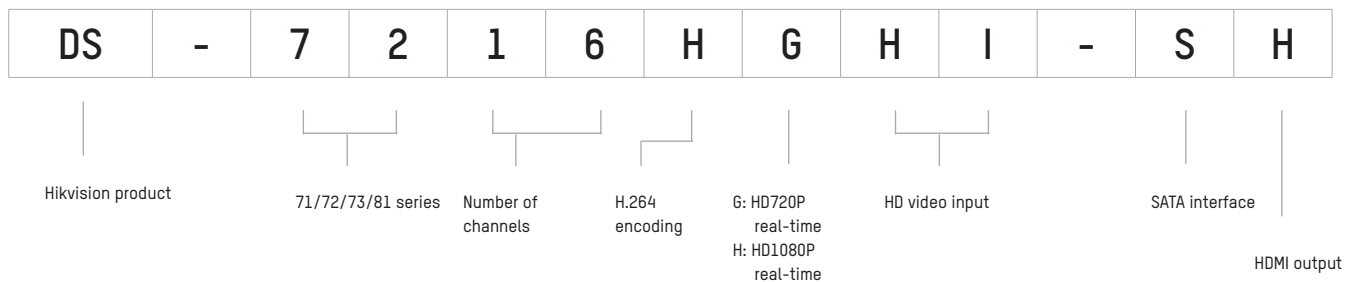 DS - 7 2 1 6 H G H I - S H
Hikvision product
71/72/73/81 series
Number of
channels
H.264
encoding
G: HD720P
real-time
H: HD1080P
real-time
HD video input
SATA interface
HDMI output